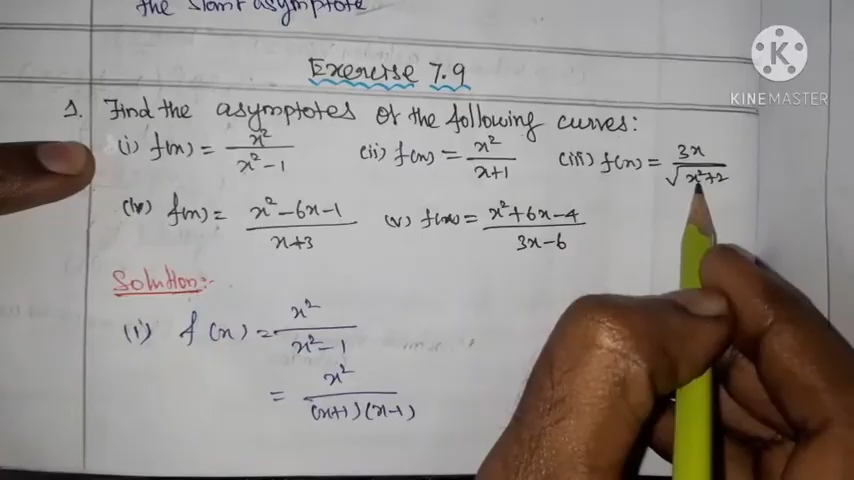 the slant asymptote
Exercise 7.9
1. Find the asymptotes of the following curves:
(i) f(x) = x²/(x²-1) (ii) f(x) = x²/(x+1) (iii) f(x) = 3x/√(x²+2)
(iv) f(x) = (x²-6x-1)/(x+3) (v) f(x) = (x²+6x-4)/(3x-6)
Solution:-
(i) f(x) = x²/(x²-1)
= x²/((x+1)(x-1))
K
KINEMASTER